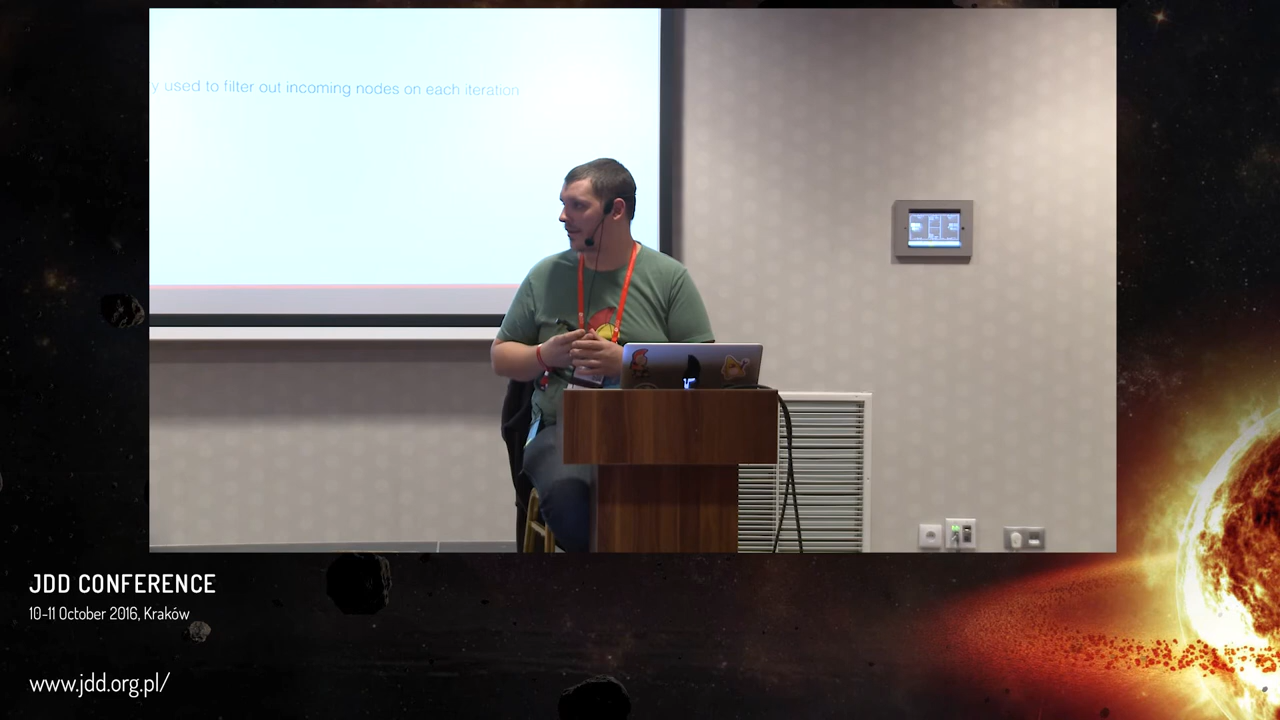 y used to filter out incoming nodes on each iteration
JDD CONFERENCE
10-11 October 2016, Kraków
www.jdd.org.pl/